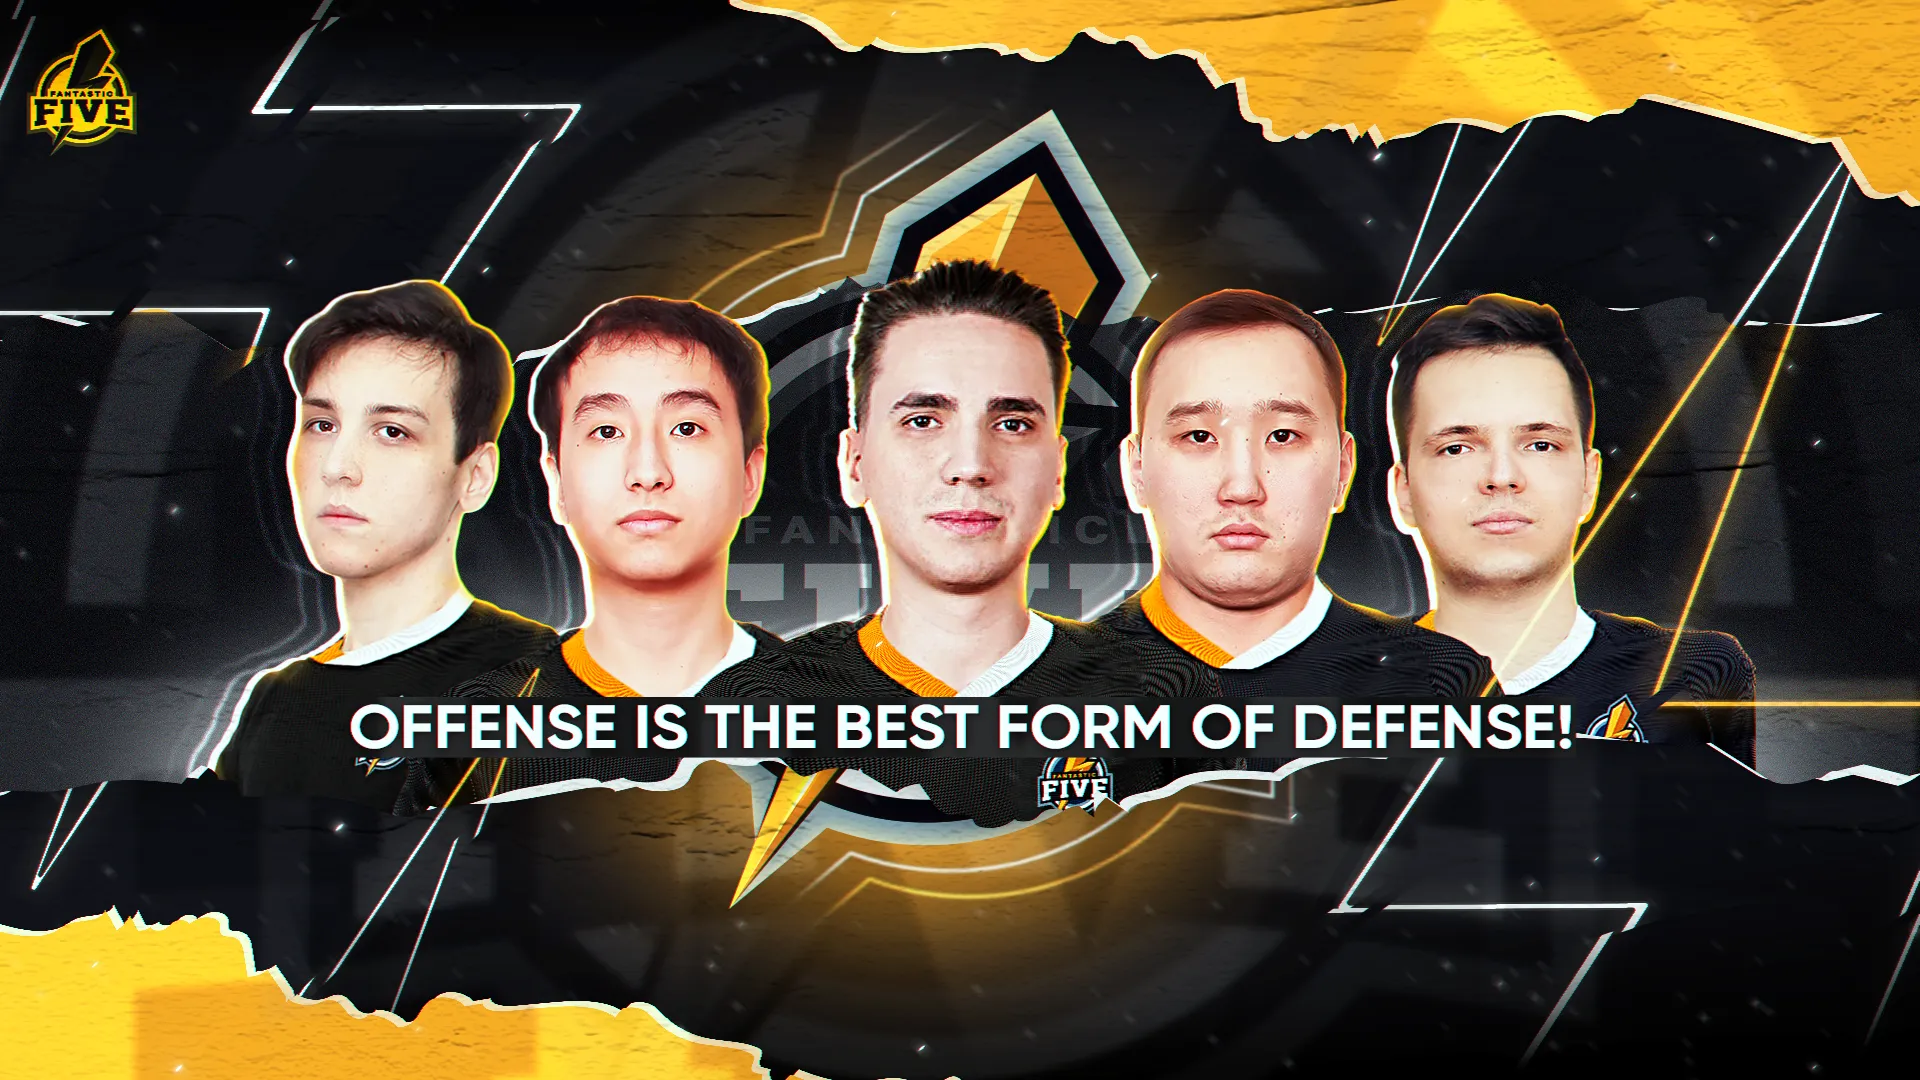 FANTASTIC
FIVE
OFFENSE IS THE BEST FORM OF DEFENSE!
FANTASTIC
FIVE